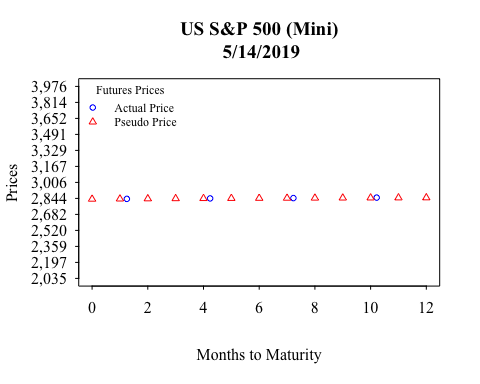 US S&P 500 (Mini)
5/14/2019
Futures Prices
Actual Price
Pseudo Price
Prices
3,976
3,814
3,652
3,491
3,329
3,167
3,006
2,844
2,682
2,520
2,359
2,197
2,035
0 2 4 6 8 10 12
Months to Maturity